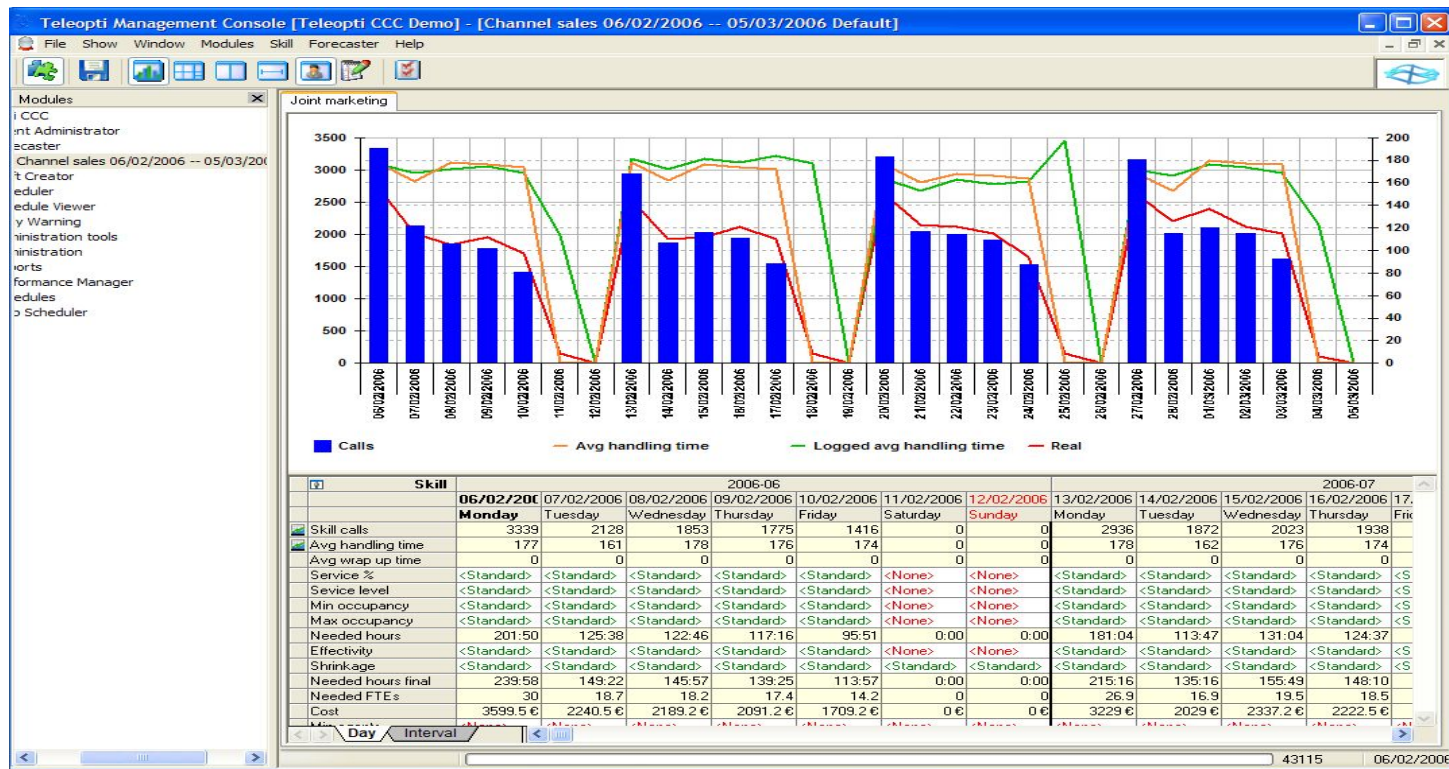 Teleopti Management Console [Teleopti CCC Demo] - [Channel sales 06/02/2006 -- 05/03/2006 Default]
File Show Window Modules Skill Forecaster Help
Modules
i CCC
ent Administrator
ecaster
Channel sales 06/02/2006 -- 05/03/200
ft Creator
eduler
edule Viewer
y Warning
ninistration tools
ninistration
orts
formance Manager
edules
o Scheduler
Joint marketing
3500 200
3000 180
2500 160
2000 140
1500 120
1000 100
500 80
0 60
40
20
0
06/02/2006 07/02/2006 08/02/2006 09/02/2006 10/02/2006 11/02/2006 12/02/2006 13/02/2006 14/02/2006 15/02/2006 16/02/2006 17/02/2006 18/02/2006 19/02/2006 20/02/2006 21/02/2006 22/02/2006 23/02/2006 24/02/2006 25/02/2006 26/02/2006 27/02/2006 28/02/2006 01/03/2006 02/03/2006 03/03/2006 04/03/2006 05/03/2006
Calls Avg handling time Logged avg handling time Real
Skill 2006-06 2006-07
06/02/200 07/02/2006 08/02/2006 09/02/2006 10/02/2006 11/02/2006 12/02/2006 13/02/2006 14/02/2006 15/02/2006 16/02/2006 17.
Monday Tuesday Wednesday Thursday Friday Saturday Sunday Monday Tuesday Wednesday Thursday Fric
Skill calls 3339 2128 1853 1775 1416 0 0 2936 1872 2023 1938
Avg handling time 177 161 178 176 174 0 0 178 162 176 174
Avg wrap up time 0 0 0 0 0 0 0 0 0 0 0
Service % <Standard> <Standard> <Standard> <Standard> <Standard> <None> <None> <Standard> <Standard> <Standard> <Standard> <S
Sevice level <Standard> <Standard> <Standard> <Standard> <Standard> <None> <None> <Standard> <Standard> <Standard> <Standard> <S
Min occupancy <Standard> <Standard> <Standard> <Standard> <Standard> <None> <None> <Standard> <Standard> <Standard> <Standard> <S
Max occupancy <Standard> <Standard> <Standard> <Standard> <Standard> <None> <None> <Standard> <Standard> <Standard> <Standard> <S
Needed hours 201:50 125:38 122:46 117:16 95:51 0:00 0:00 181:04 113:47 131:04 124:37
Effectivity <Standard> <Standard> <Standard> <Standard> <Standard> <None> <None> <Standard> <Standard> <Standard> <Standard> <S
Shrinkage <Standard> <Standard> <Standard> <Standard> <Standard> <Standard> <Standard> <Standard> <Standard> <Standard> <Standard> <S
Needed hours final 239:58 149:22 145:57 139:25 113:57 0:00 0:00 215:16 135:16 155:49 148:10
Needed FTEs 30 18.7 18.2 17.4 14.2 0 0 26.9 16.9 19.5 18.5
Cost 3599.5 € 2240.5 € 2189.2 € 2091.2 € 1709.2 € 0 € 0 € 3229 € 2029 € 2337.2 € 2222.5 €
Day Interval
43115 06/02/2006